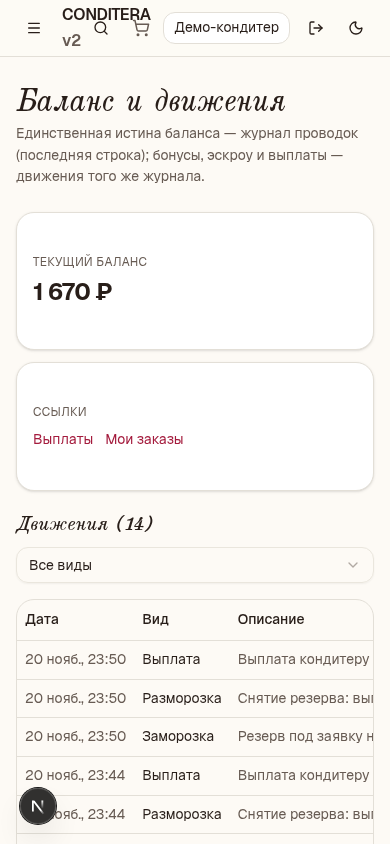 CONDITERA
v2
Демо-кондитер
Баланс и движения
Единственная истина баланса — журнал проводок
(последняя строка); бонусы, эскроу и выплаты —
движения того же журнала.
ТЕКУЩИЙ БАЛАНС
1 670 ₽
ССЫЛКИ
Выплаты Мои заказы
Движения (14)
Все виды
Дата Вид Описание
20 нояб., 23:50 Выплата Выплата кондитеру
20 нояб., 23:50 Разморозка Снятие резерва:
20 нояб., 23:50 Заморозка Резерв под заявку
20 нояб., 23:44 Выплата Выплата кондитеру
нояб., 23:44 Разморозка Снятие резерва:
N